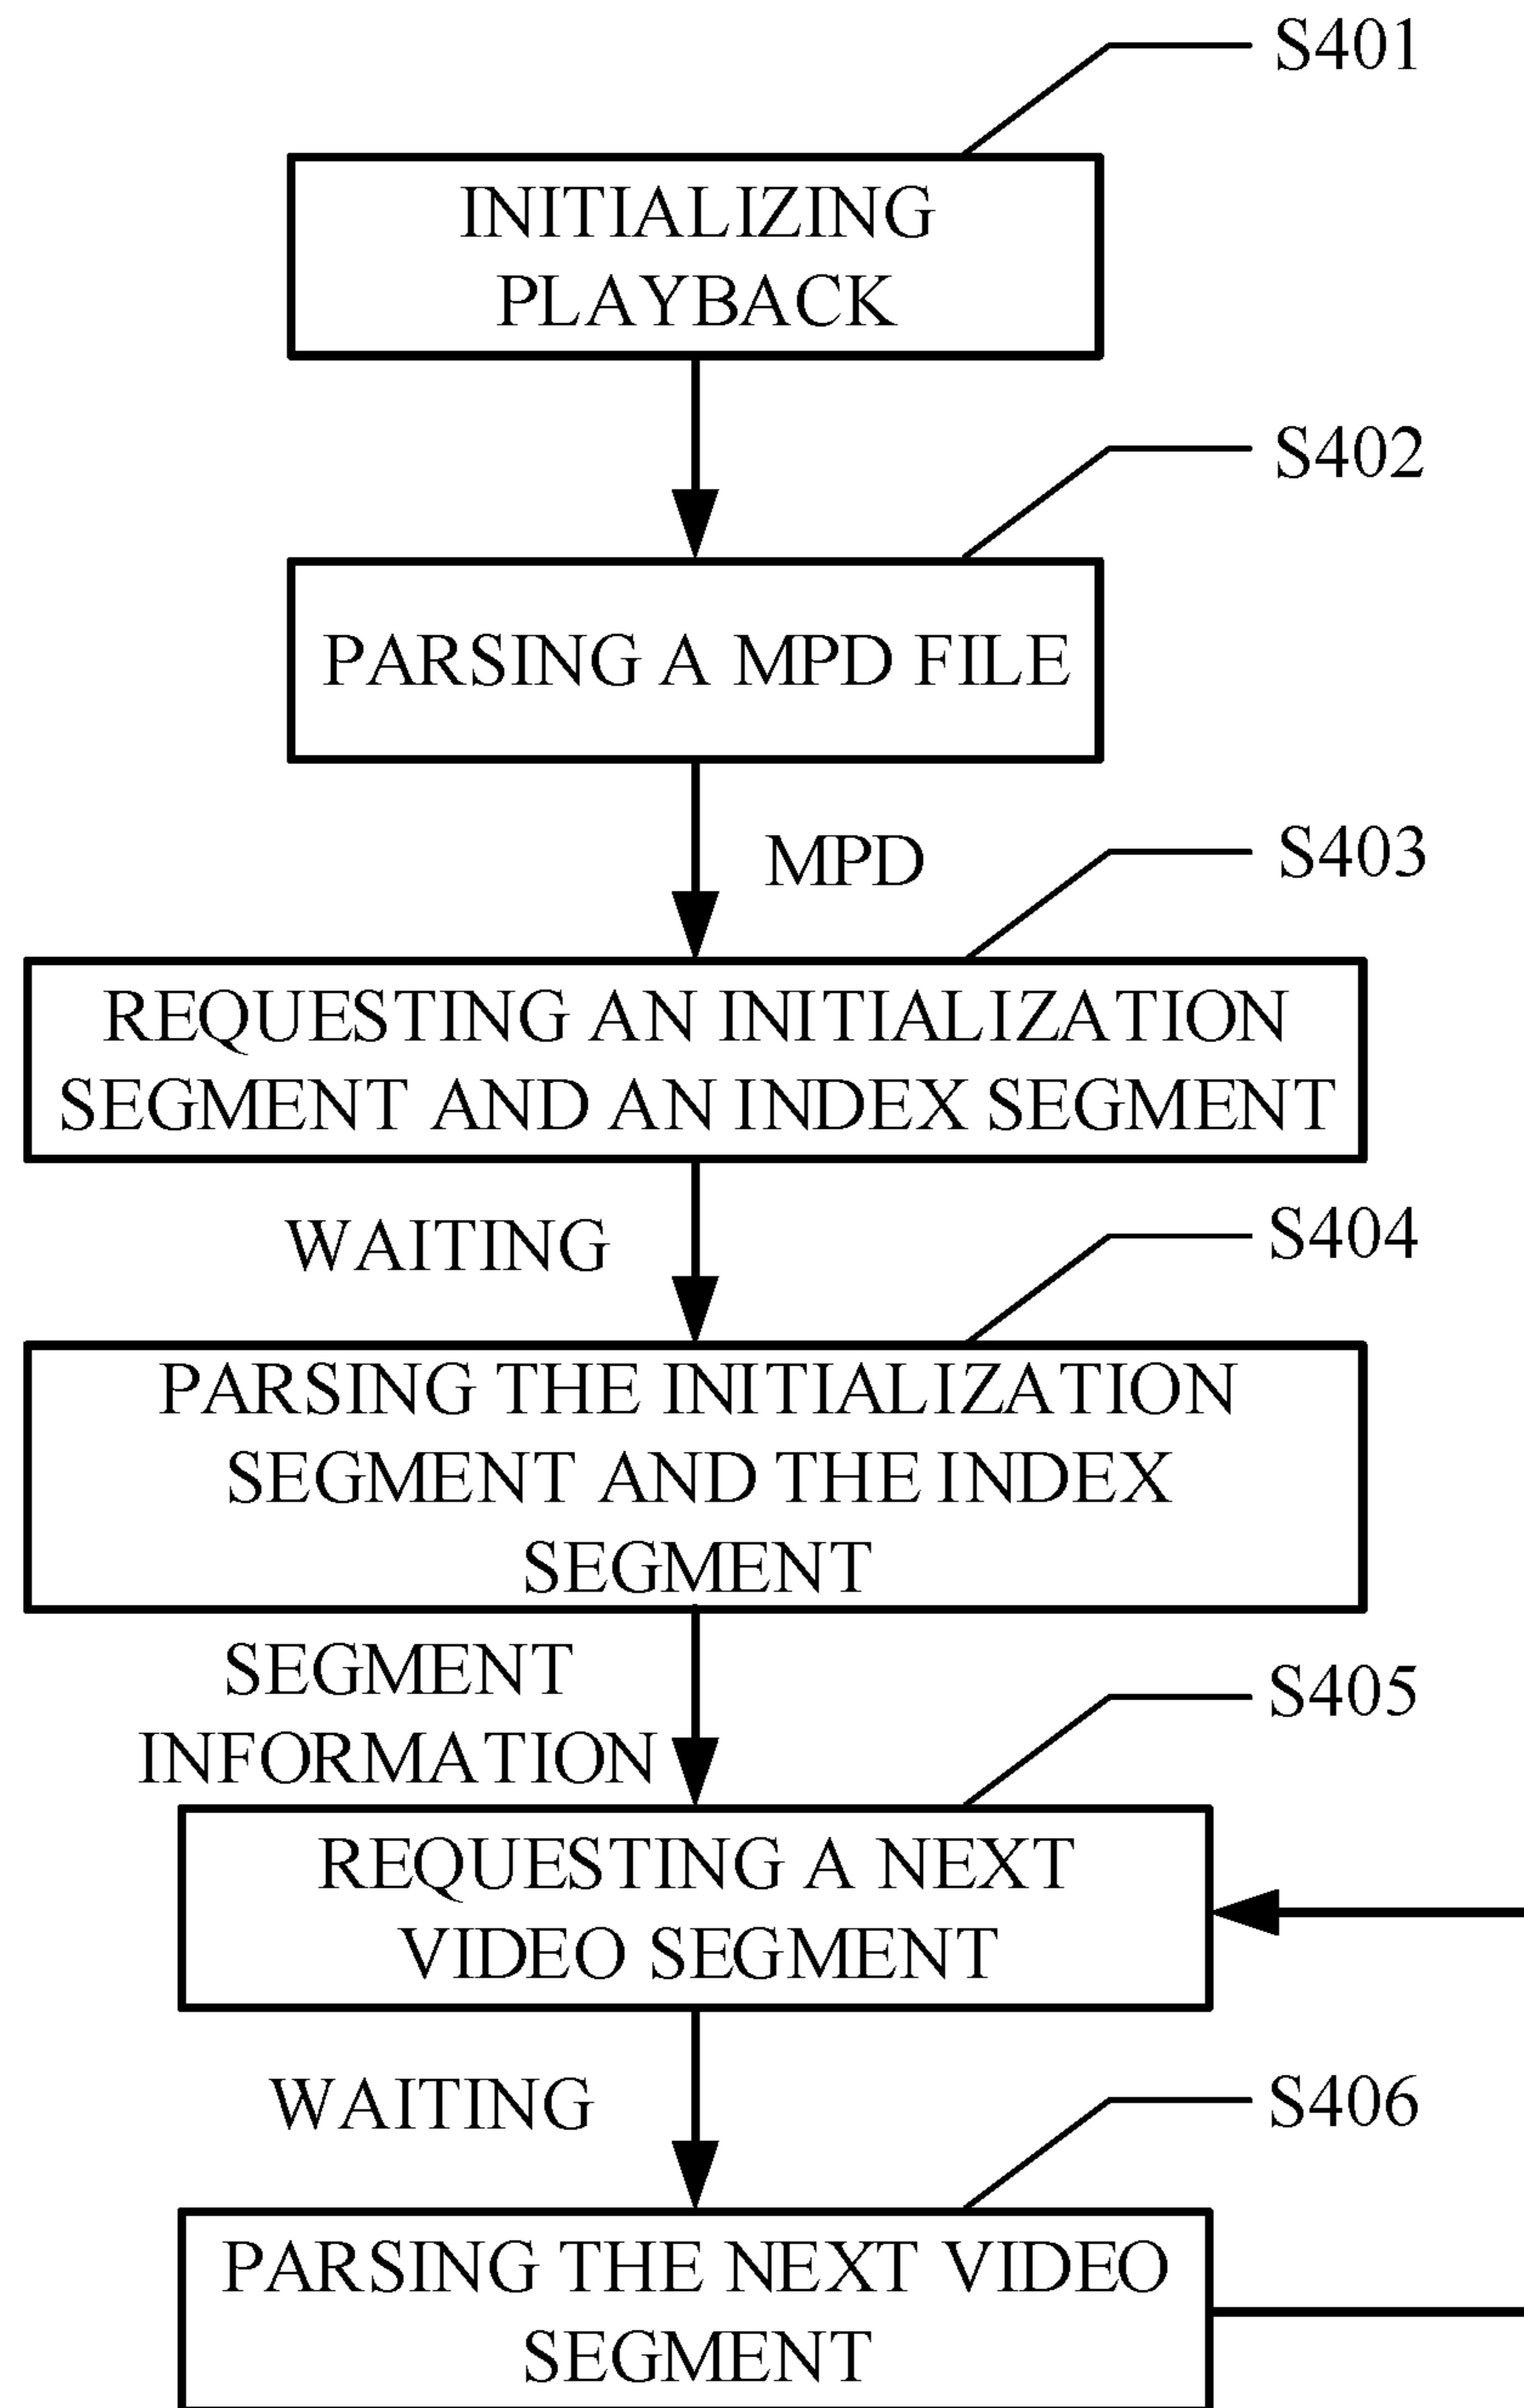 S401
INITIALIZING
PLAYBACK
S402
PARSING A MPD FILE
MPD
S403
REQUESTING AN INITIALIZATION
SEGMENT AND AN INDEX SEGMENT
WAITING
S404
PARSING THE INITIALIZATION
SEGMENT AND THE INDEX
SEGMENT
SEGMENT
INFORMATION
S405
REQUESTING A NEXT
VIDEO SEGMENT
WAITING
S406
PARSING THE NEXT VIDEO
SEGMENT